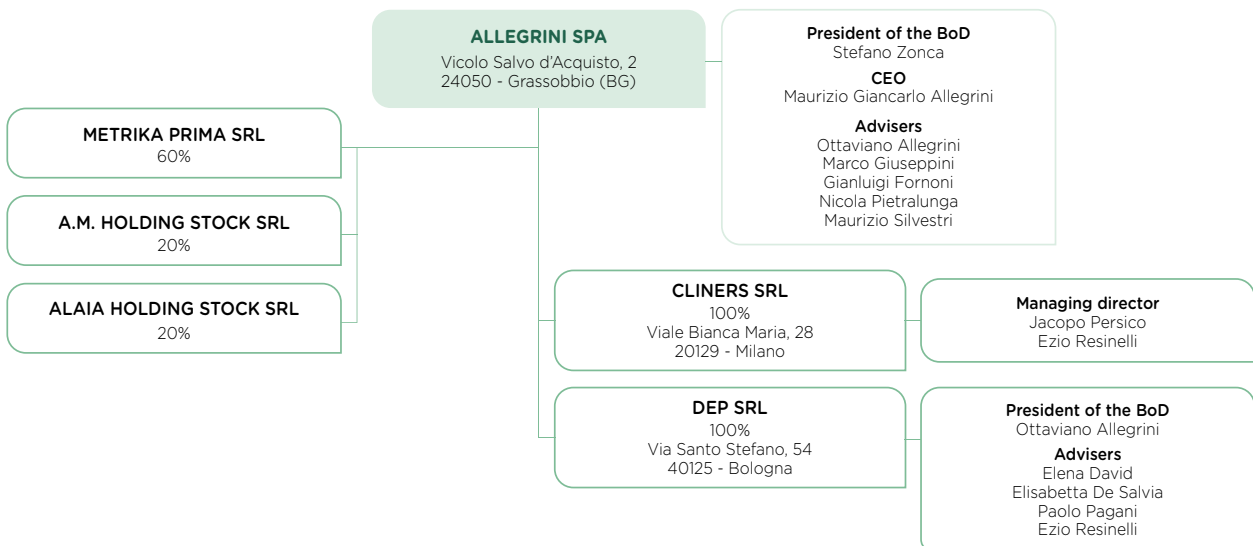 ALLEGRINI SPA
Vicolo Salvo d'Acquisto, 2
24050 - Grassobbio (BG)
President of the BoD
Stefano Zonca
CEO
Maurizio Giancarlo Allegrini
Advisers
Ottaviano Allegrini
Marco Giuseppini
Gianluigi Fornoni
Nicola Pietralunga
Maurizio Silvestri
METRIKA PRIMA SRL
60%
A.M. HOLDING STOCK SRL
20%
ALAIA HOLDING STOCK SRL
20%
CLINERS SRL
100%
Viale Bianca Maria, 28
20129 - Milano
Managing director
Jacopo Persico
Ezio Resinelli
DEP SRL
100%
Via Santo Stefano, 54
40125 - Bologna
President of the BoD
Ottaviano Allegrini
Advisers
Elena David
Elisabetta De Salvia
Paolo Pagani
Ezio Resinelli